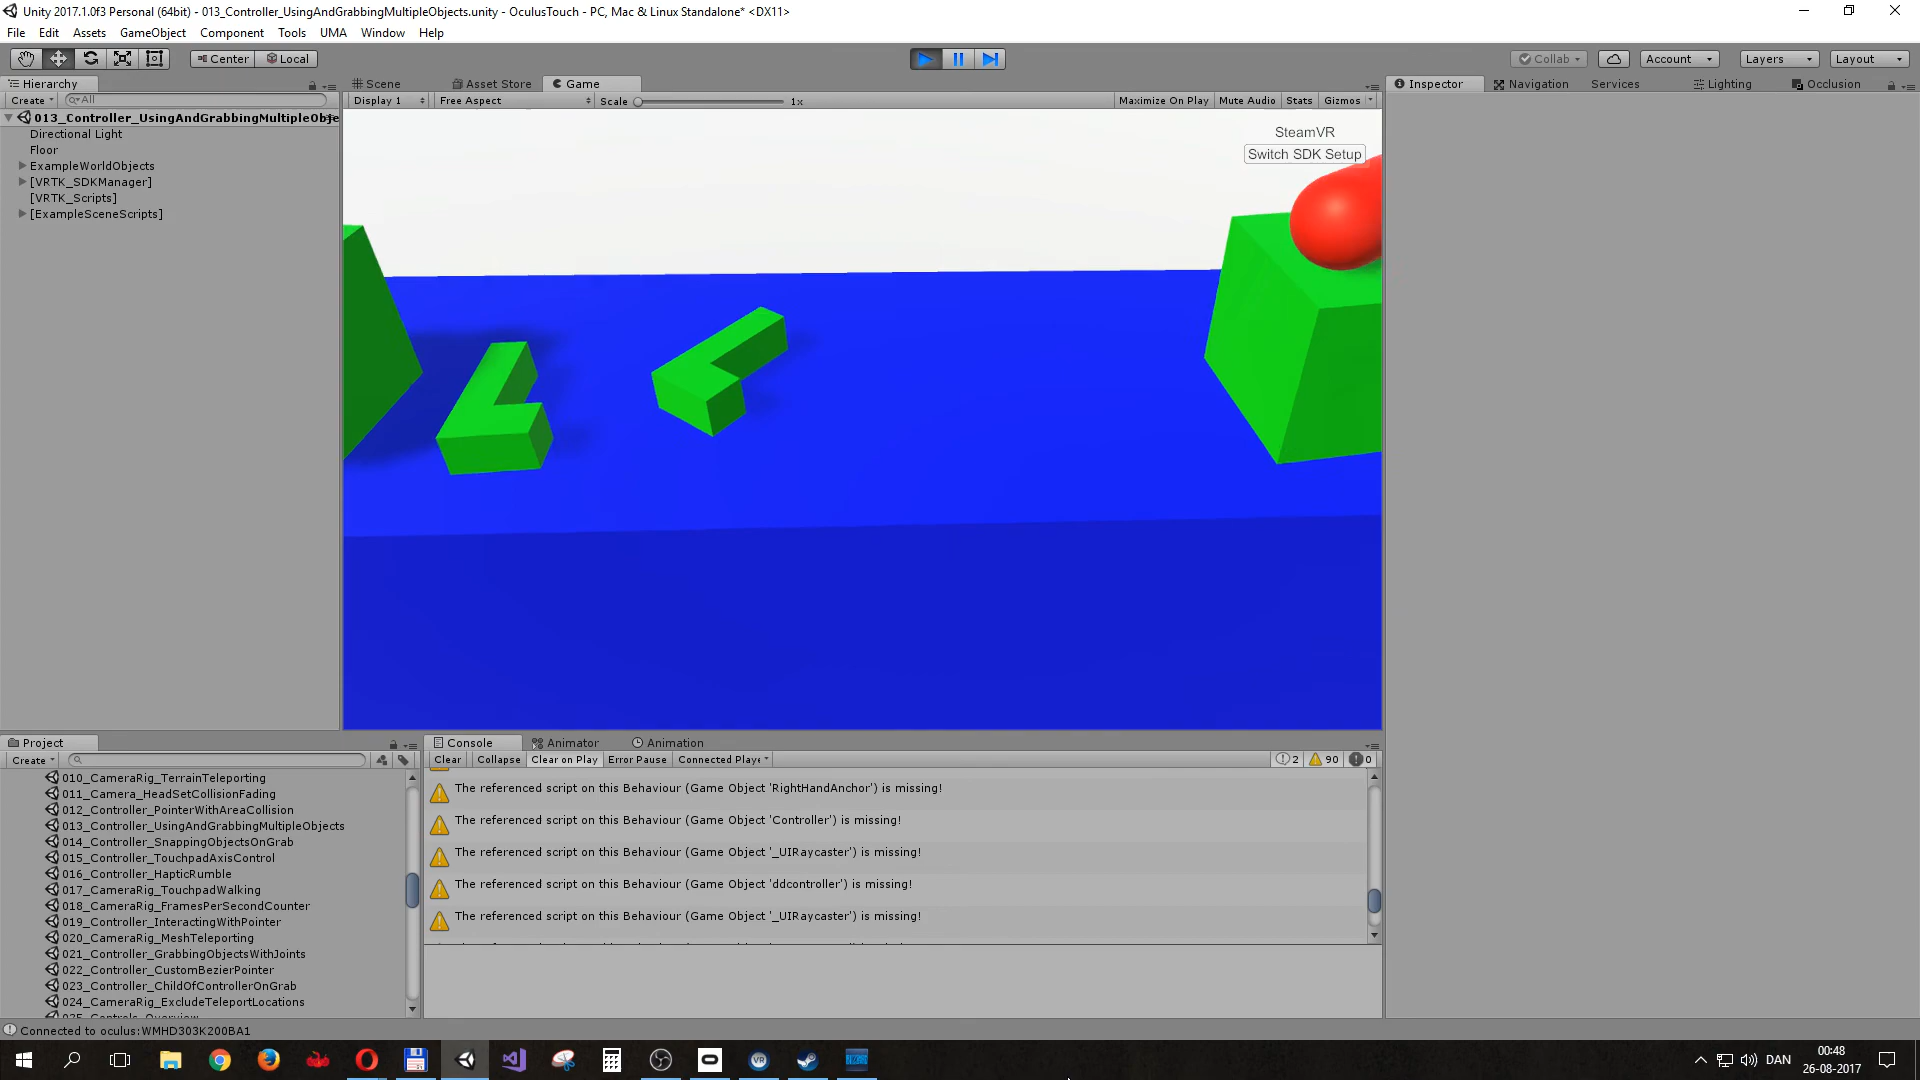 Unity 2017.1.0f3 Personal (64bit) - 013_Controller_UsingAndGrabbingMultipleObjects.unity - OculusTouch - PC, Mac & Linux Standalone* <DX11>
File Edit Assets GameObject Component Tools UMA Window Help
Center Local Collab Account Layers Layout
Hierarchy Scene Asset Store Game Inspector Navigation Services Lighting Occlusion
Create All Display 1 Free Aspect Scale 1x Maximize On Play Mute Audio Stats Gizmos
013_Controller_UsingAndGrabbingMultipleObje
Directional Light
Floor
ExampleWorldObjects
[VRTK_SDKManager]
[VRTK_Scripts]
[ExampleSceneScripts]
SteamVR
Switch SDK Setup
Project Console Animator Animation
Create Clear Collapse Clear on Play Error Pause Connected Playe 2 90 0
010_CameraRig_TerrainTeleporting
011_Camera_HeadSetCollisionFading
012_Controller_PointerWithAreaCollision
013_Controller_UsingAndGrabbingMultipleObjects
014_Controller_SnappingObjectsOnGrab
015_Controller_TouchpadAxisControl
016_Controller_HapticRumble
017_CameraRig_TouchpadWalking
018_CameraRig_FramesPerSecondCounter
019_Controller_InteractingWithPointer
020_CameraRig_MeshTeleporting
021_Controller_GrabbingObjectsWithJoints
022_Controller_CustomBezierPointer
023_Controller_ChildOfControllerOnGrab
024_CameraRig_ExcludeTeleportLocations
025_Controls_Overview
The referenced script on this Behaviour (Game Object 'RightHandAnchor') is missing!
The referenced script on this Behaviour (Game Object 'Controller') is missing!
The referenced script on this Behaviour (Game Object '_UIRaycaster') is missing!
The referenced script on this Behaviour (Game Object 'ddcontroller') is missing!
The referenced script on this Behaviour (Game Object '_UIRaycaster') is missing!
Connected to oculus:WMHD303K200BA1
DAN
00:48
26-08-2017